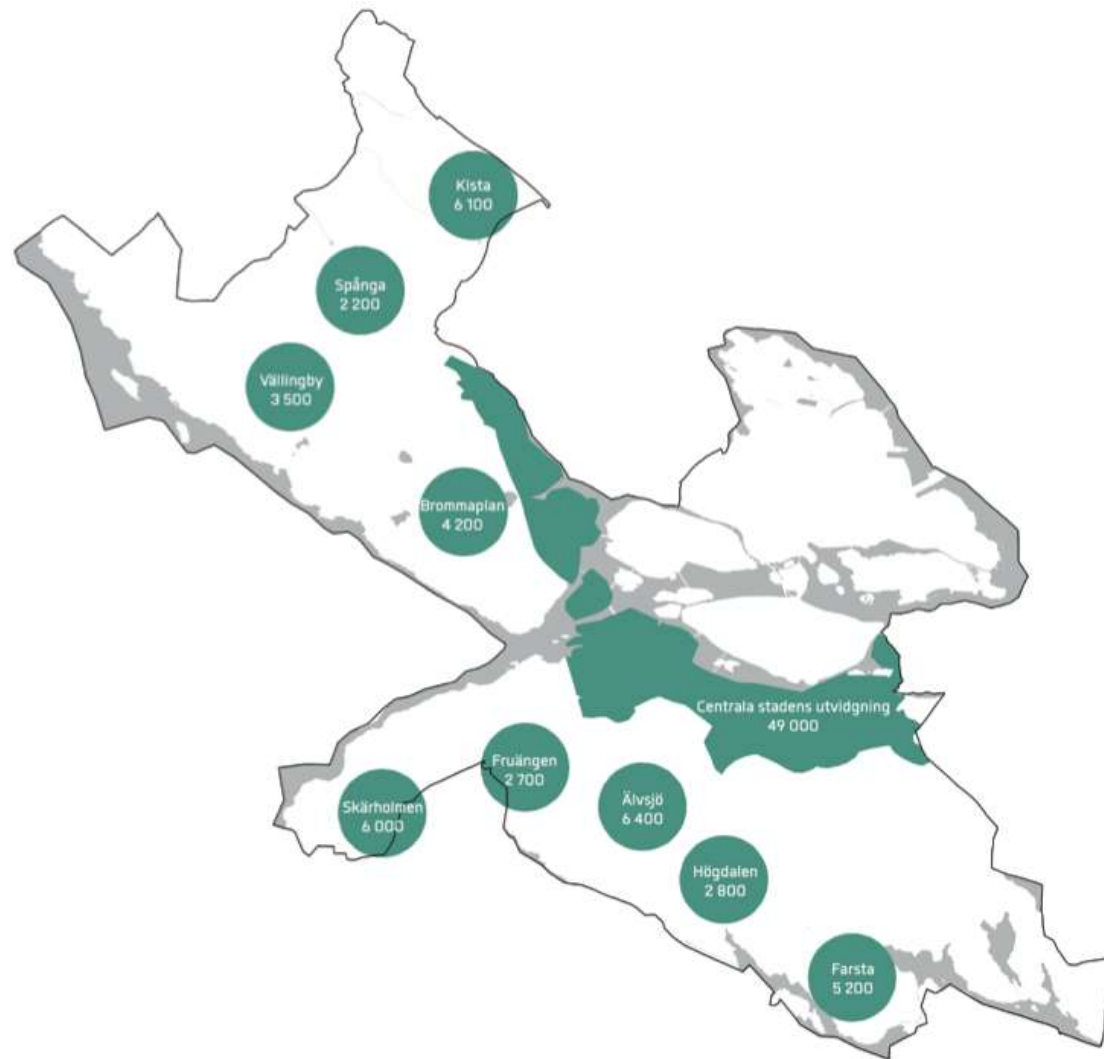 Kista
6 100
Spånga
2 200
Vällingby
3 500
Brommaplan
4 200
Centrala stadens utvidgning
49 000
Fruängen
2 700
Skärholmen
6 000
Älvsjö
6 400
Högdalen
2 800
Farsta
5 200